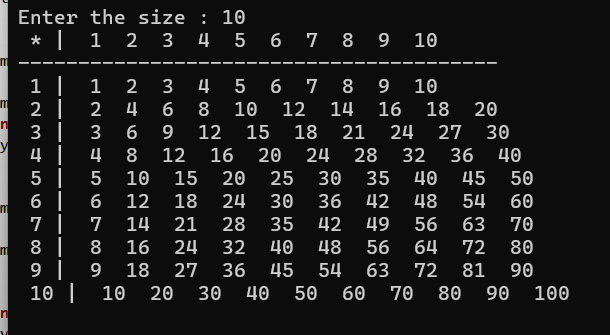 Enter the size : 10
 * |  1  2  3  4  5  6  7  8  9  10
----------------------------------------
 1 |  1  2  3  4  5  6  7  8  9  10
 2 |  2  4  6  8  10  12  14  16  18  20
 3 |  3  6  9  12  15  18  21  24  27  30
 4 |  4  8  12  16  20  24  28  32  36  40
 5 |  5  10  15  20  25  30  35  40  45  50
 6 |  6  12  18  24  30  36  42  48  54  60
 7 |  7  14  21  28  35  42  49  56  63  70
 8 |  8  16  24  32  40  48  56  64  72  80
 9 |  9  18  27  36  45  54  63  72  81  90
 10 |  10  20  30  40  50  60  70  80  90  100